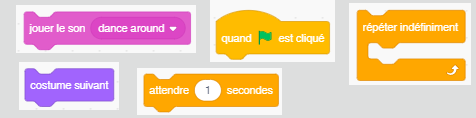 jouer le son dance around
quand est cliqué
répéter indéfiniment
costume suivant
attendre 1 secondes